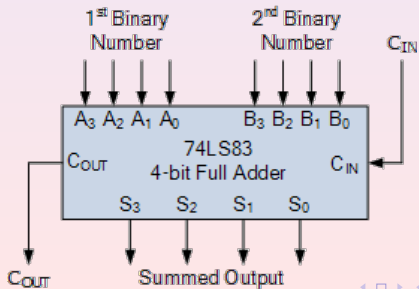 1st Binary Number
2nd Binary Number
CIN
A3 A2 A1 A0
B3 B2 B1 B0
COUT
74LS83
4-bit Full Adder
CIN
S3 S2 S1 S0
COUT
Summed Output